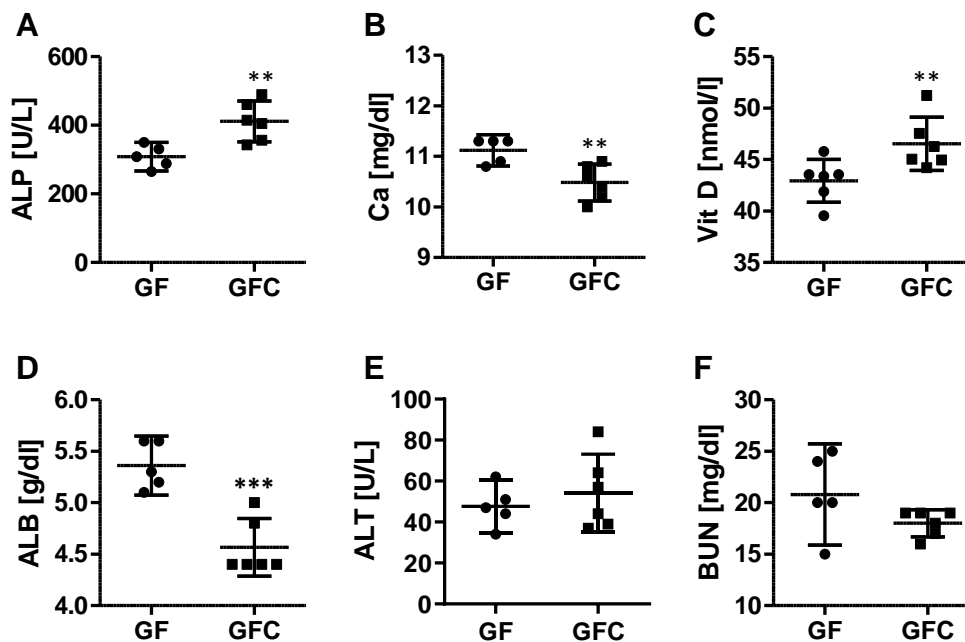 A
ALP [U/L]
600
400
200
0
**
GF
GFC
B
Ca [mg/dl]
13
12
11
10
9
**
GF
GFC
C
Vit D [nmol/l]
55
50
45
40
35
**
GF
GFC
D
ALB [g/dl]
6.0
5.5
5.0
4.5
4.0
***
GF
GFC
E
ALT [U/L]
100
80
60
40
20
0
GF
GFC
F
BUN [mg/dl]
30
25
20
15
10
GF
GFC